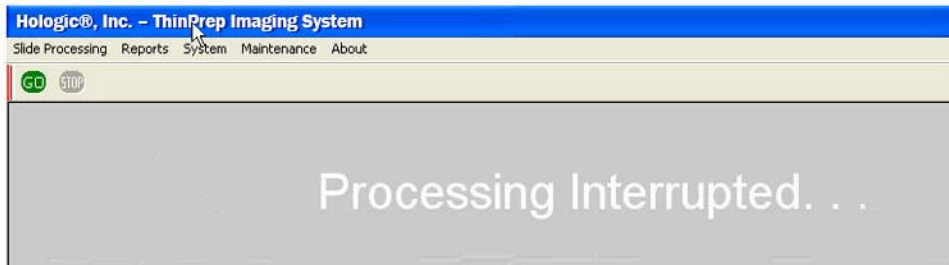 Hologic®, Inc. – ThinPrep Imaging System
Slide Processing Reports System Maintenance About
GO STOP
Processing Interrupted. . .